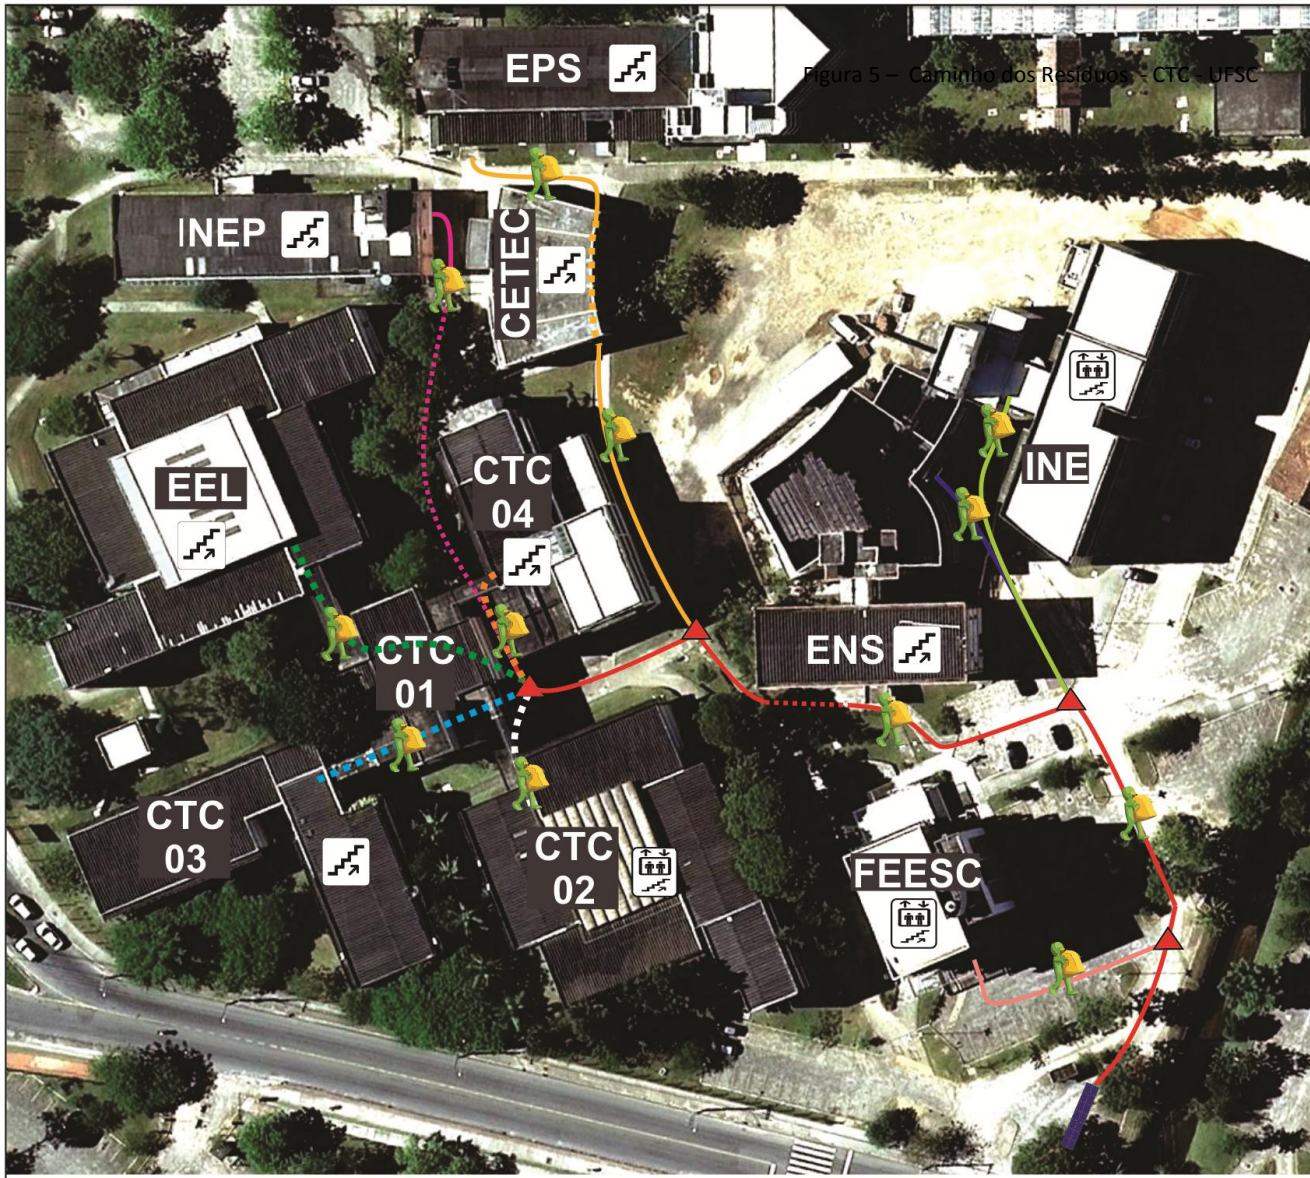 EPS
Figura 5 – Caminho dos Resíduos - CTC - UFSC
INEP
CETEC
INE
EEL
CTC
04
CTC
01
ENS
CTC
03
CTC
02
FEESC